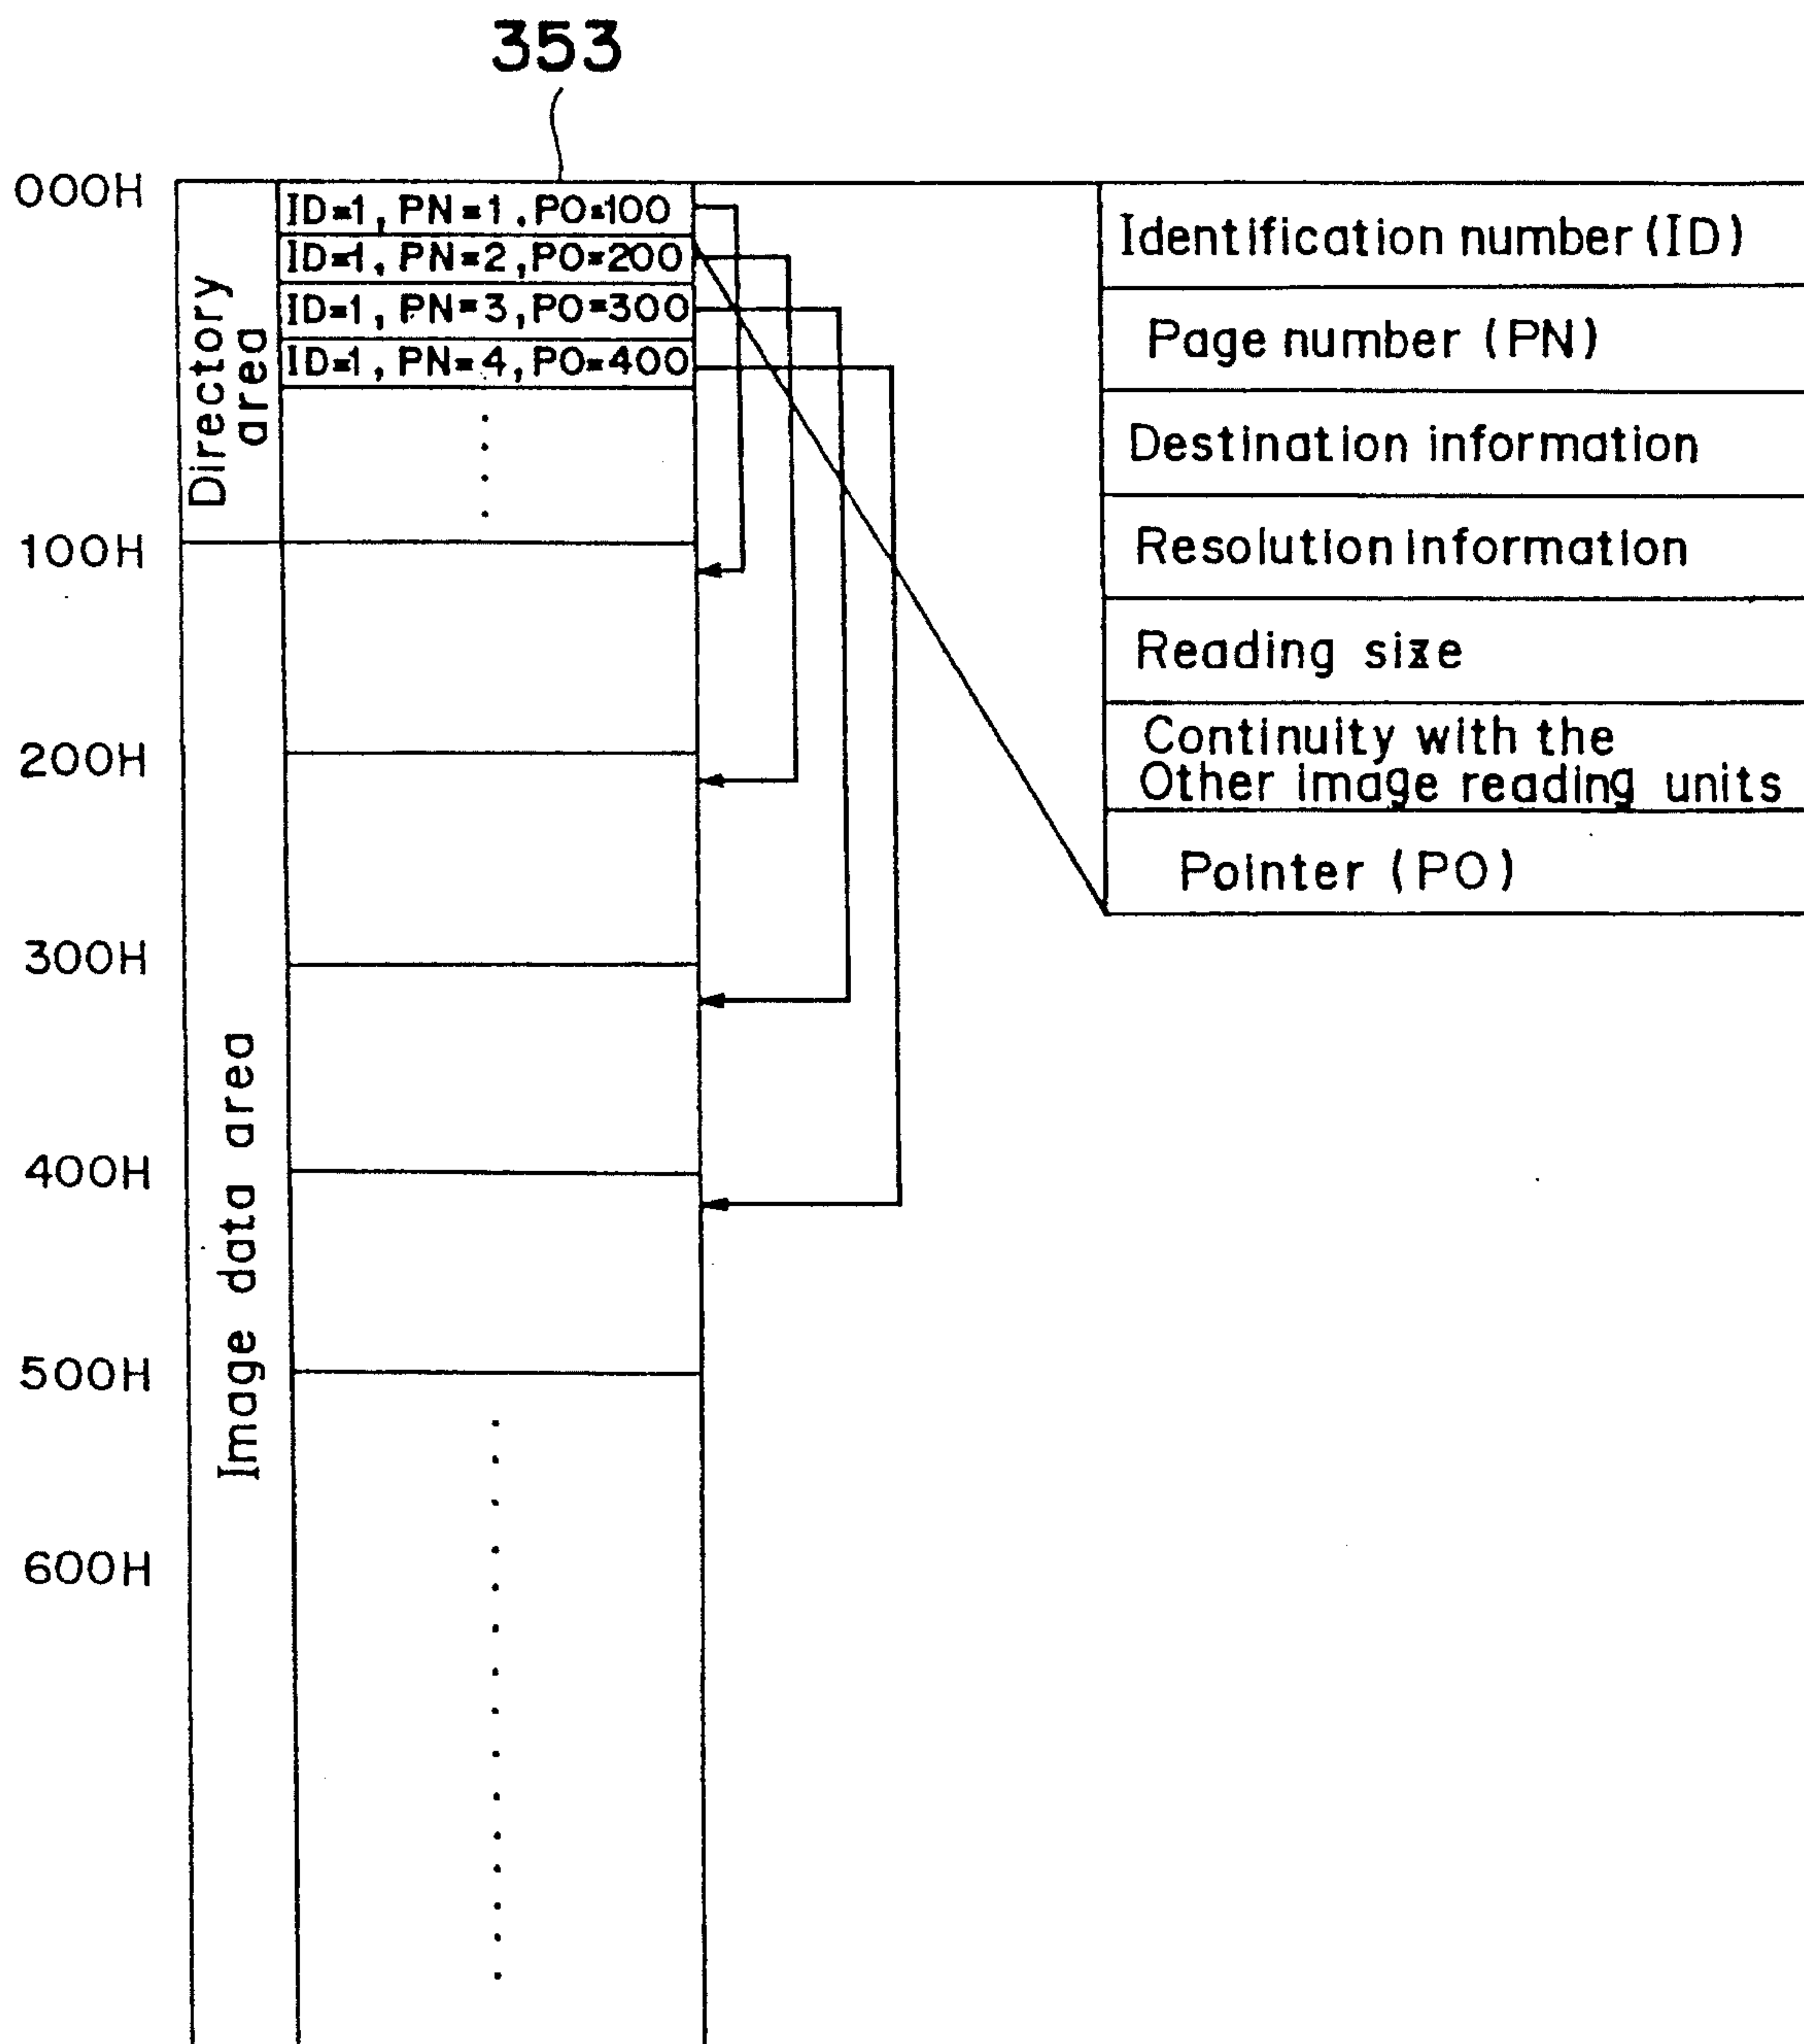 353
000H
ID=1, PN=1, PO=100
ID=1, PN=2, PO=200
ID=1, PN=3, PO=300
ID=1, PN=4, PO=400
Directory
area
100H
200H
300H
400H
500H
600H
Image data area
Identification number (ID)
Page number (PN)
Destination information
Resolution information
Reading size
Continuity with the
Other image reading units
Pointer (PO)